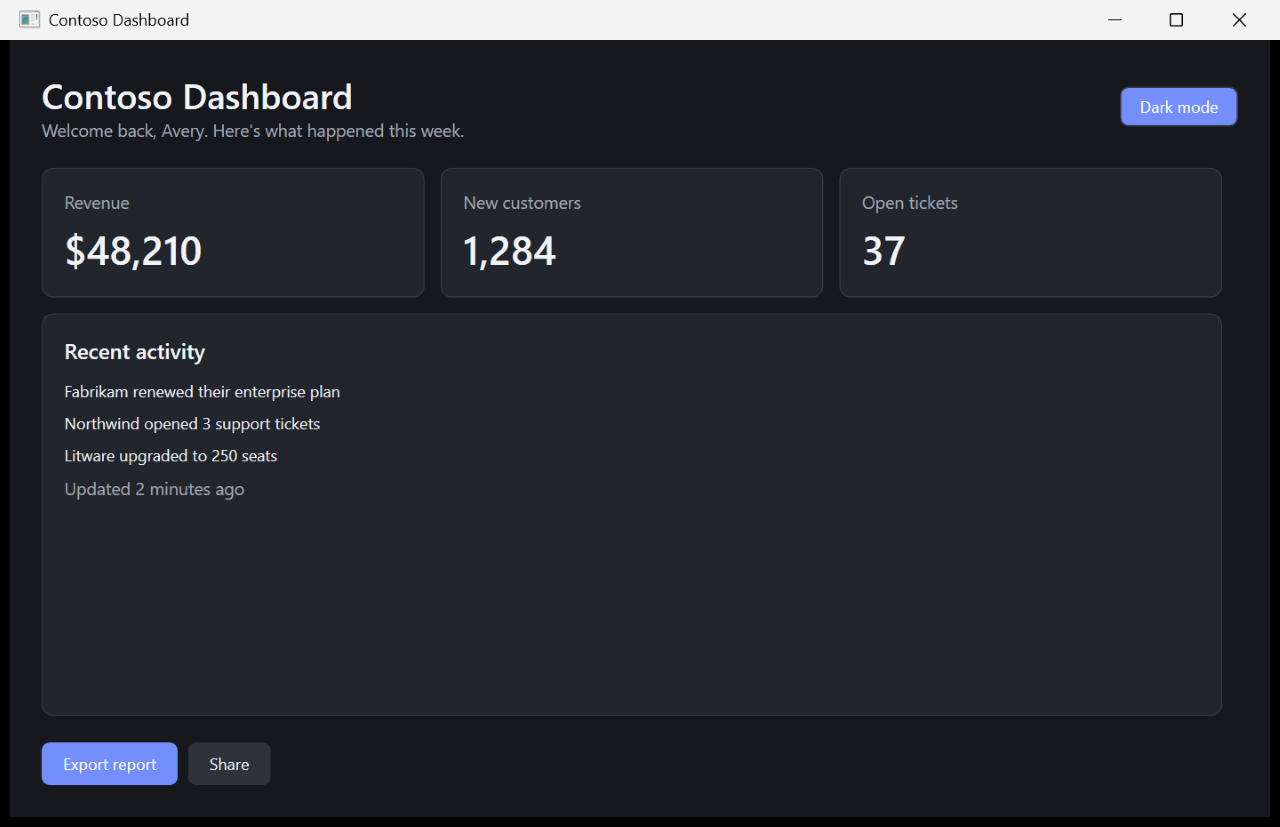 Contoso Dashboard
Contoso Dashboard
Welcome back, Avery. Here's what happened this week.
Dark mode
Revenue
$48,210
New customers
1,284
Open tickets
37
Recent activity
Fabrikam renewed their enterprise plan
Northwind opened 3 support tickets
Litware upgraded to 250 seats
Updated 2 minutes ago
Export report
Share